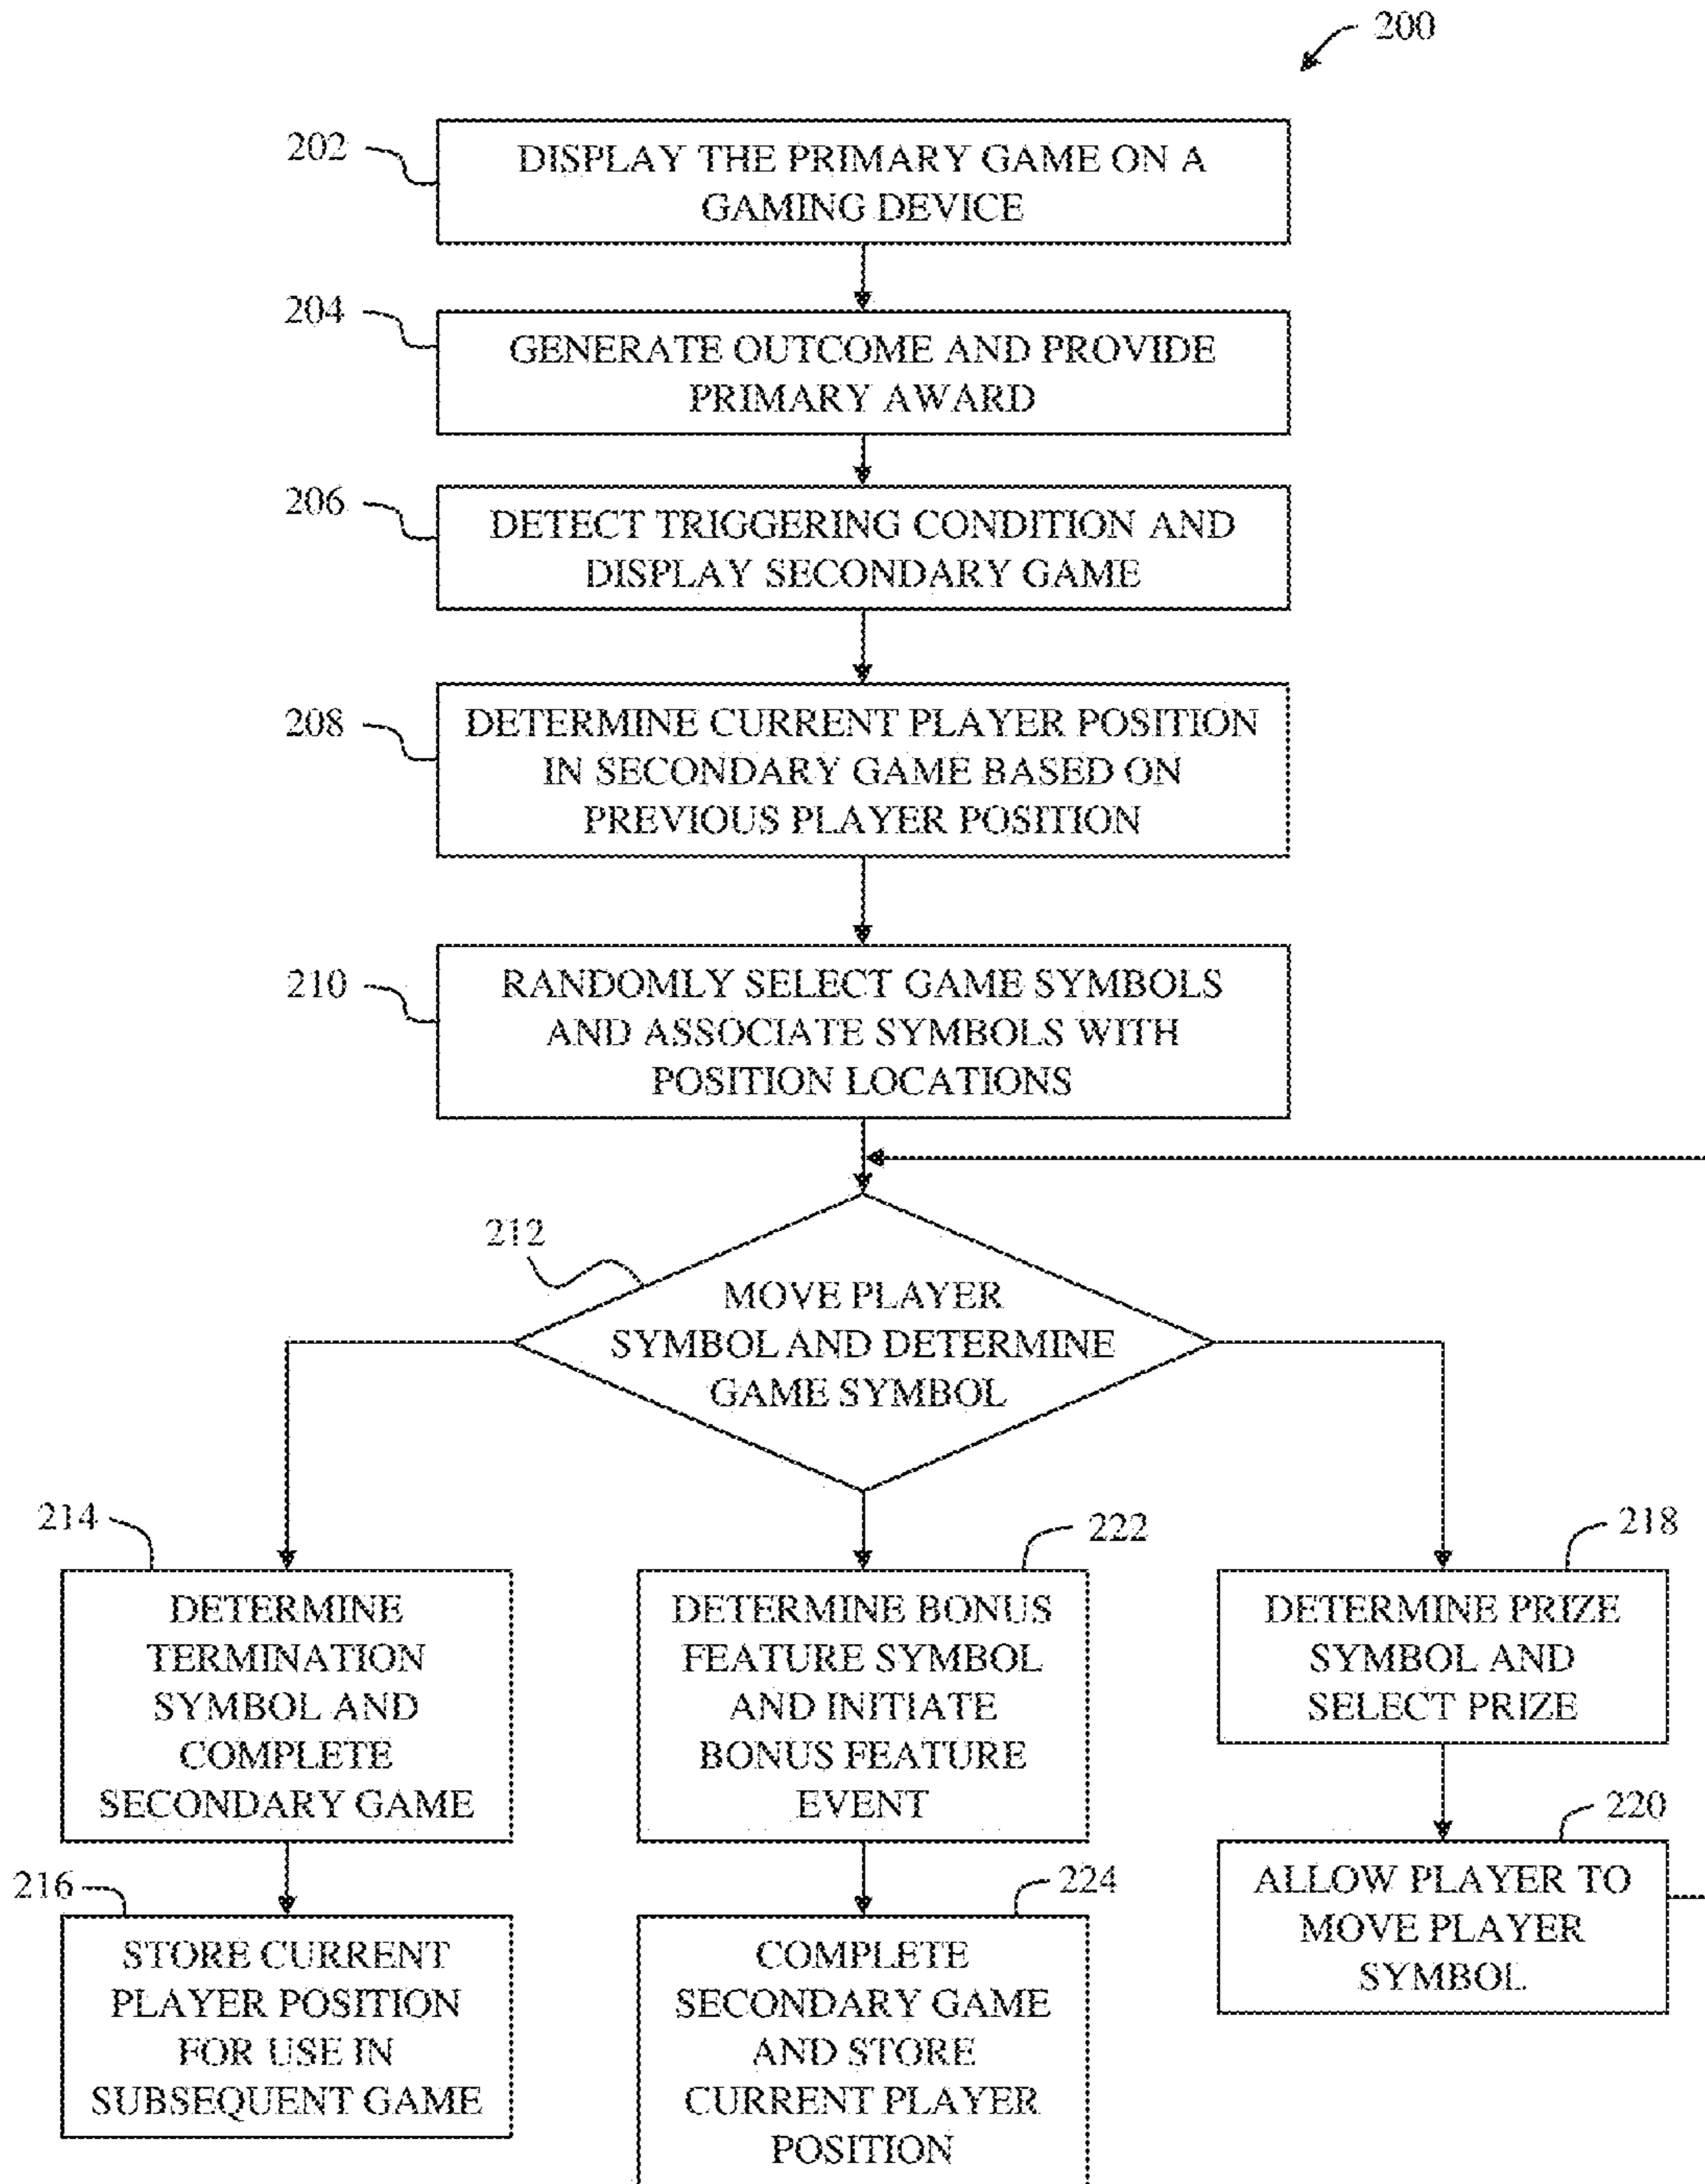 200
202
DISPLAY THE PRIMARY GAME ON A
GAMING DEVICE
204
GENERATE OUTCOME AND PROVIDE
PRIMARY AWARD
206
DETECT TRIGGERING CONDITION AND
DISPLAY SECONDARY GAME
208
DETERMINE CURRENT PLAYER POSITION
IN SECONDARY GAME BASED ON
PREVIOUS PLAYER POSITION
210
RANDOMLY SELECT GAME SYMBOLS
AND ASSOCIATE SYMBOLS WITH
POSITION LOCATIONS
212
MOVE PLAYER
SYMBOL AND DETERMINE
GAME SYMBOL
214
DETERMINE
TERMINATION
SYMBOL AND
COMPLETE
SECONDARY GAME
222
DETERMINE BONUS
FEATURE SYMBOL
AND INITIATE
BONUS FEATURE
EVENT
218
DETERMINE PRIZE
SYMBOL AND
SELECT PRIZE
216
STORE CURRENT
PLAYER POSITION
FOR USE IN
SUBSEQUENT GAME
224
COMPLETE
SECONDARY GAME
AND STORE
CURRENT PLAYER
POSITION
220
ALLOW PLAYER TO
MOVE PLAYER
SYMBOL